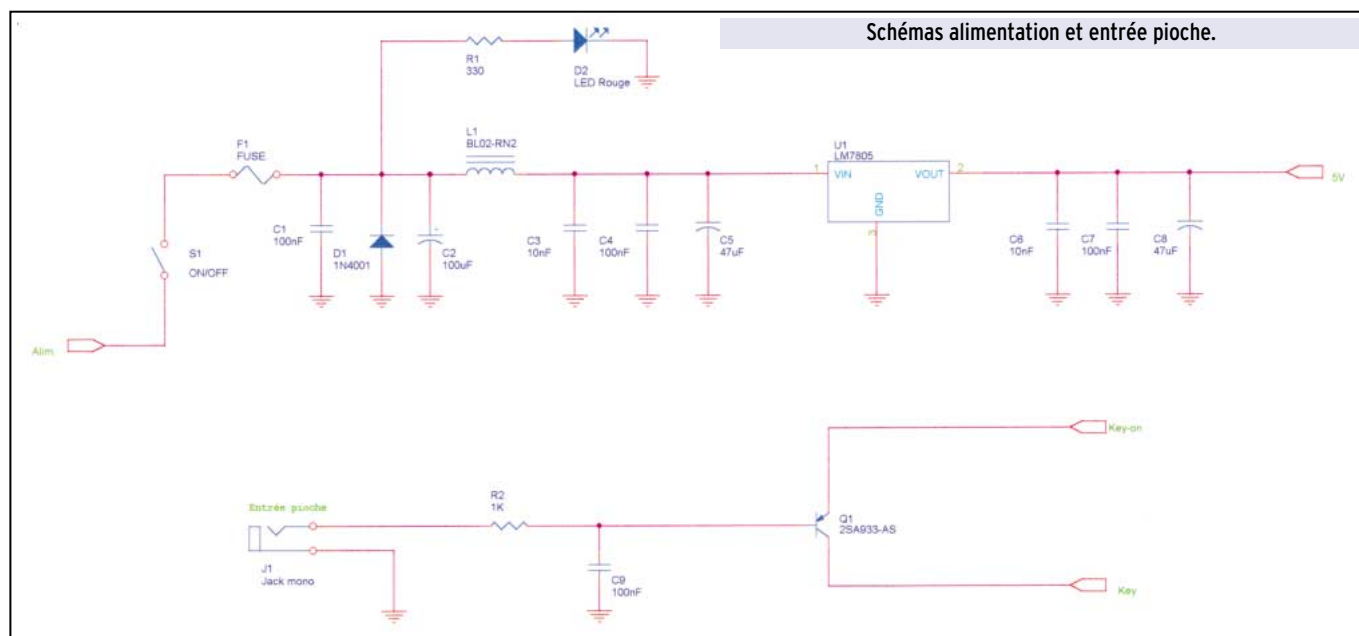 Schémas alimentation et entrée pioche.
R1
330
D2
LED Rouge
F1
FUSE
L1
BL02-RN2
U1
LM7805
1
VIN
VOUT
2
GND
3
5V
C1
100nF
D1
1N4001
C2
100uF
C3
10nF
C4
100nF
C5
47uF
C6
10nF
C7
100nF
C8
47uF
S1
ON/OFF
Alim.
Key-on
Entrée pioche
R2
1K
Q1
2SA933-AS
J1
Jack mono
C9
100nF
Key